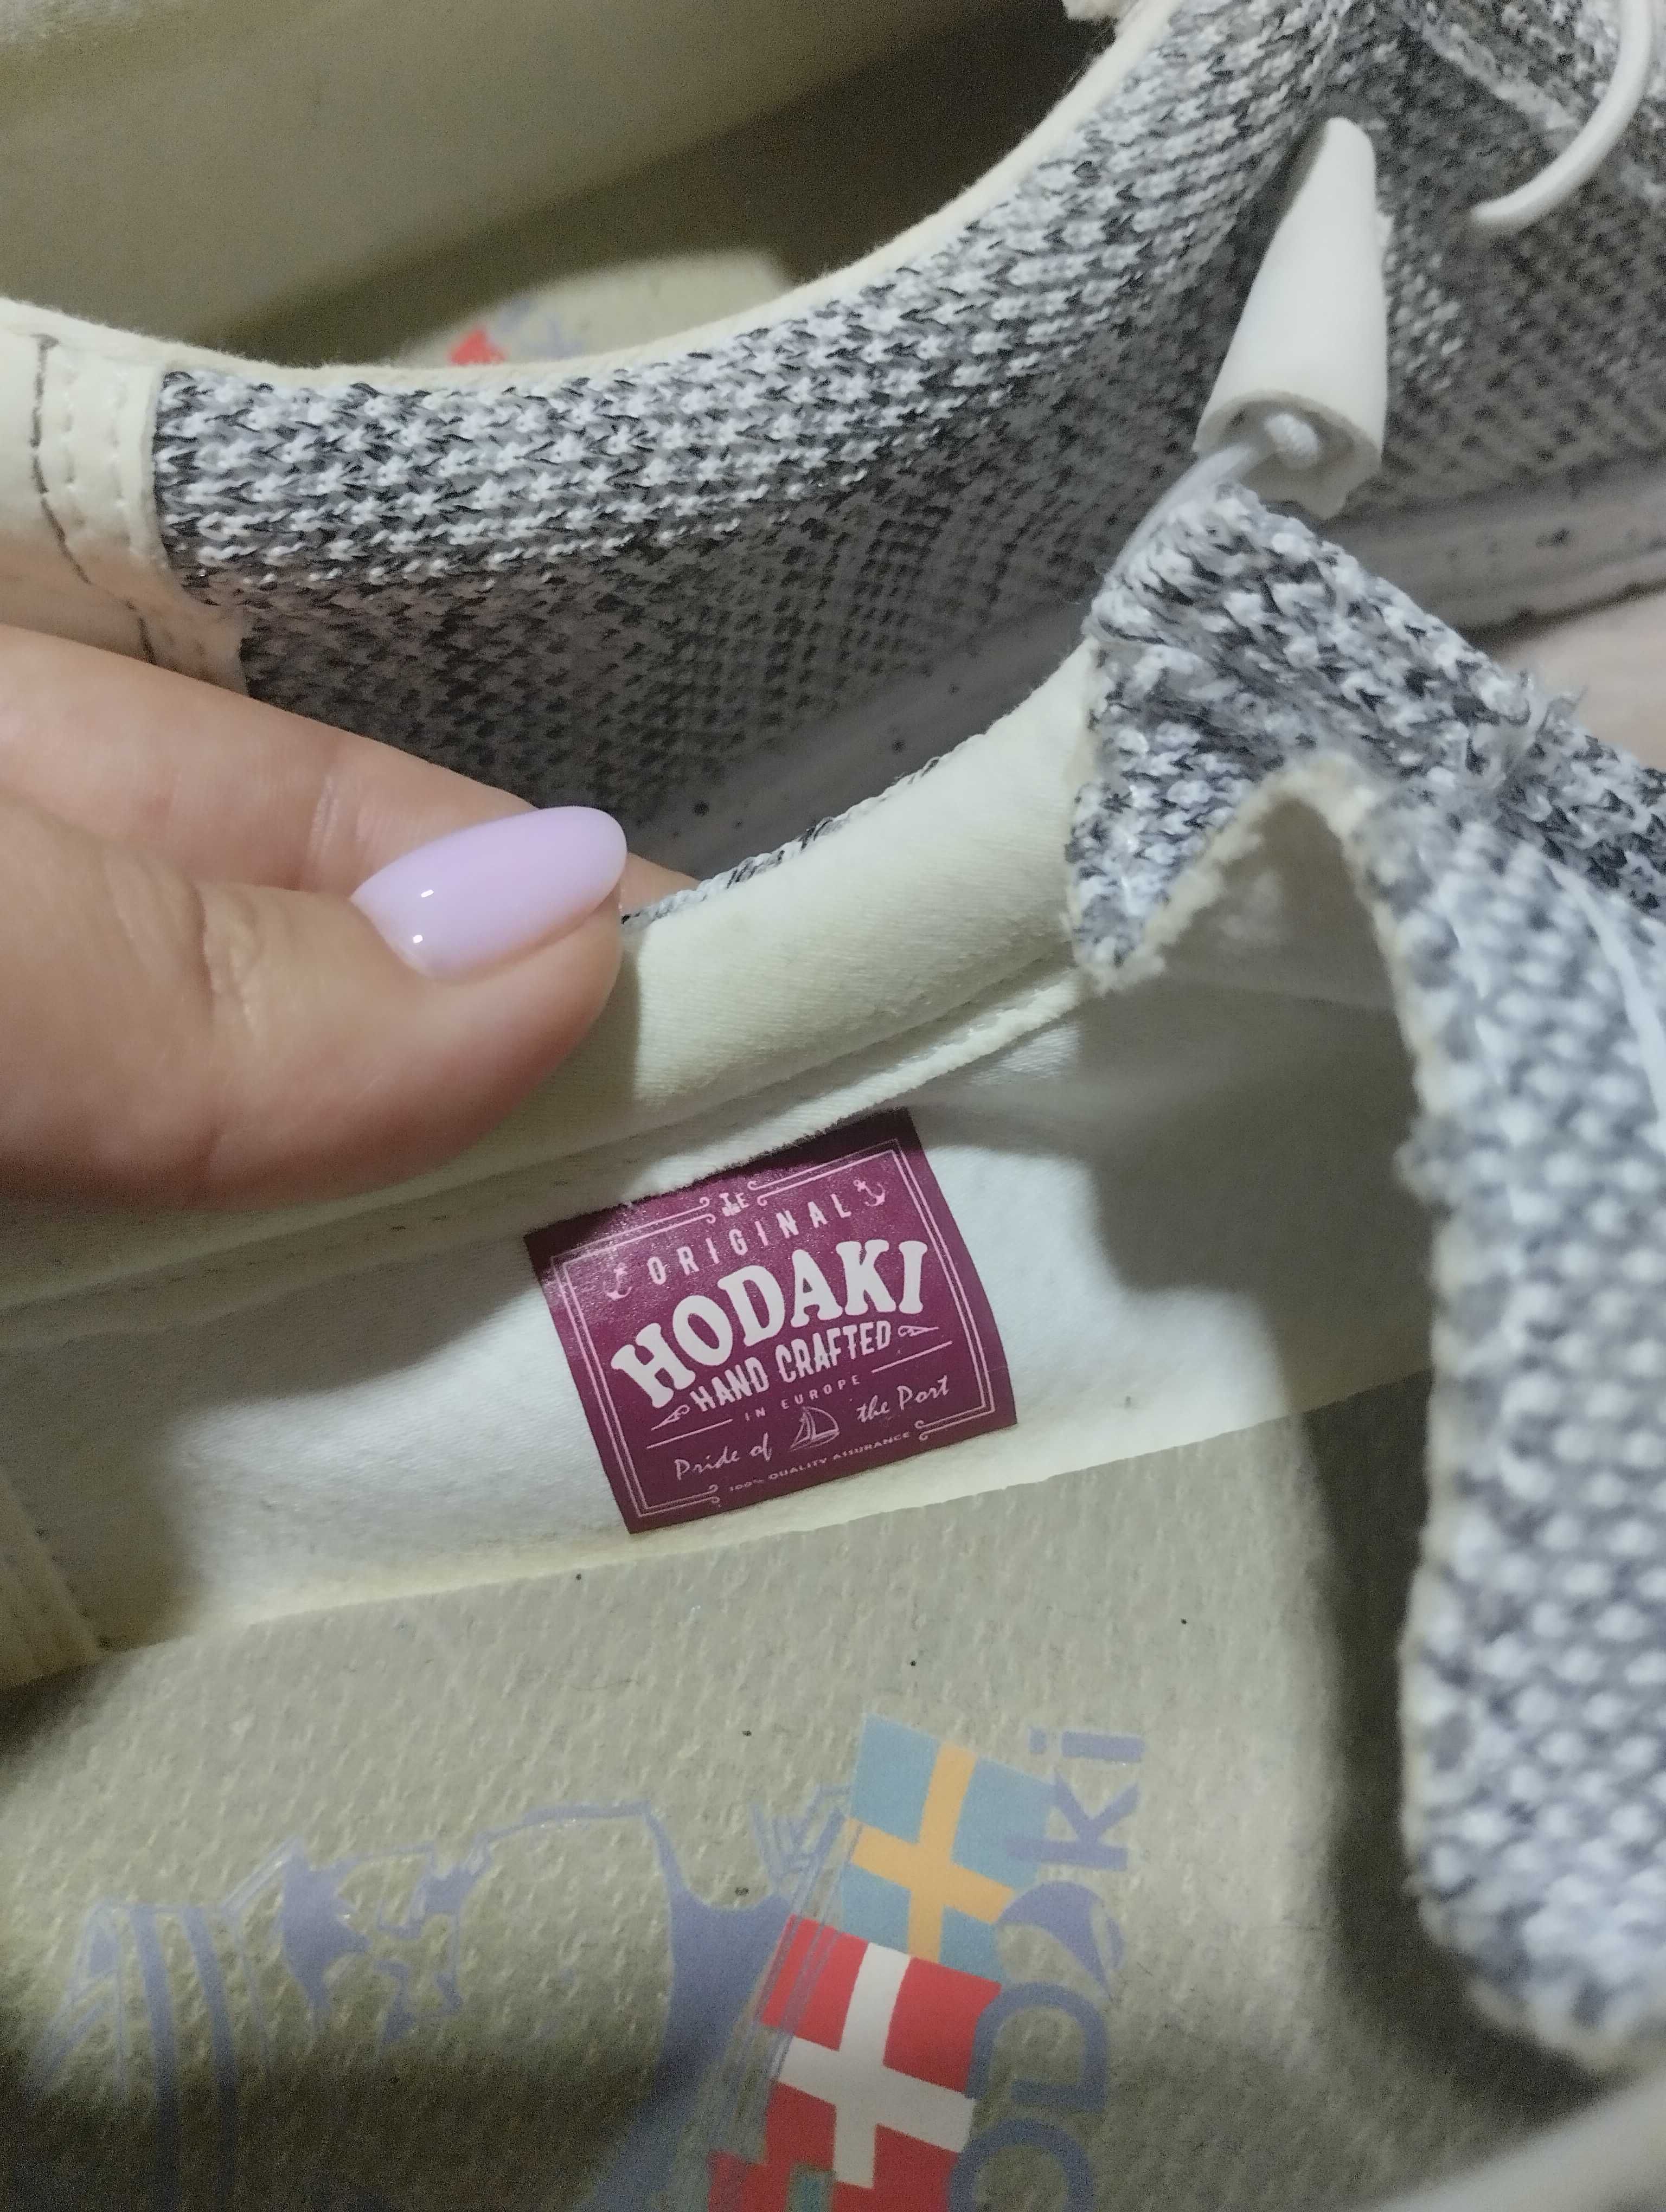 THE
ORIGINAL
HODAKI
HAND CRAFTED
IN EUROPE
Pride of the Port
100% QUALITY ASSURANCE